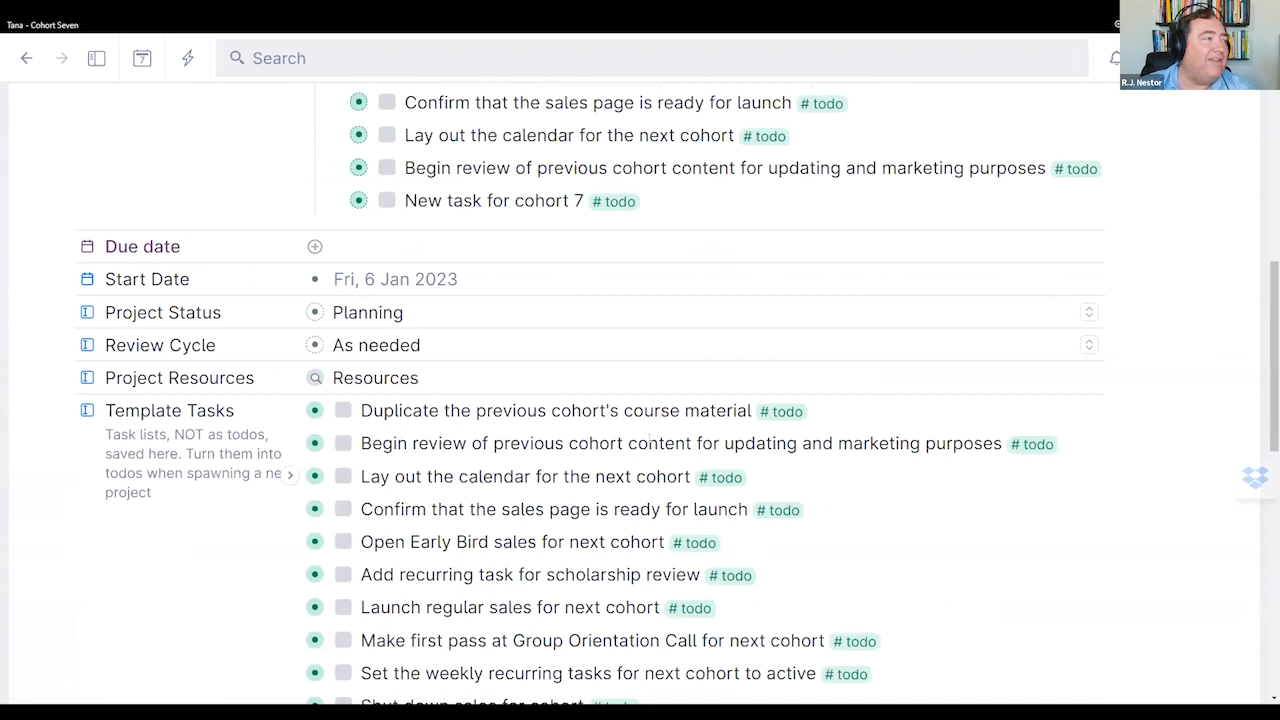 Tana - Cohort Seven
7
Search
R.J. Nestor
Confirm that the sales page is ready for launch # todo
Lay out the calendar for the next cohort # todo
Begin review of previous cohort content for updating and marketing purposes # todo
New task for cohort 7 # todo
Due date
Start Date Fri, 6 Jan 2023
Project Status Planning
Review Cycle As needed
Project Resources Resources
Template Tasks
Task lists, NOT as todos,
saved here. Turn them into
todos when spawning a ne
project
Duplicate the previous cohort's course material # todo
Begin review of previous cohort content for updating and marketing purposes # todo
Lay out the calendar for the next cohort # todo
Confirm that the sales page is ready for launch # todo
Open Early Bird sales for next cohort # todo
Add recurring task for scholarship review # todo
Launch regular sales for next cohort # todo
Make first pass at Group Orientation Call for next cohort # todo
Set the weekly recurring tasks for next cohort to active # todo
Shut down sales for cohort # todo